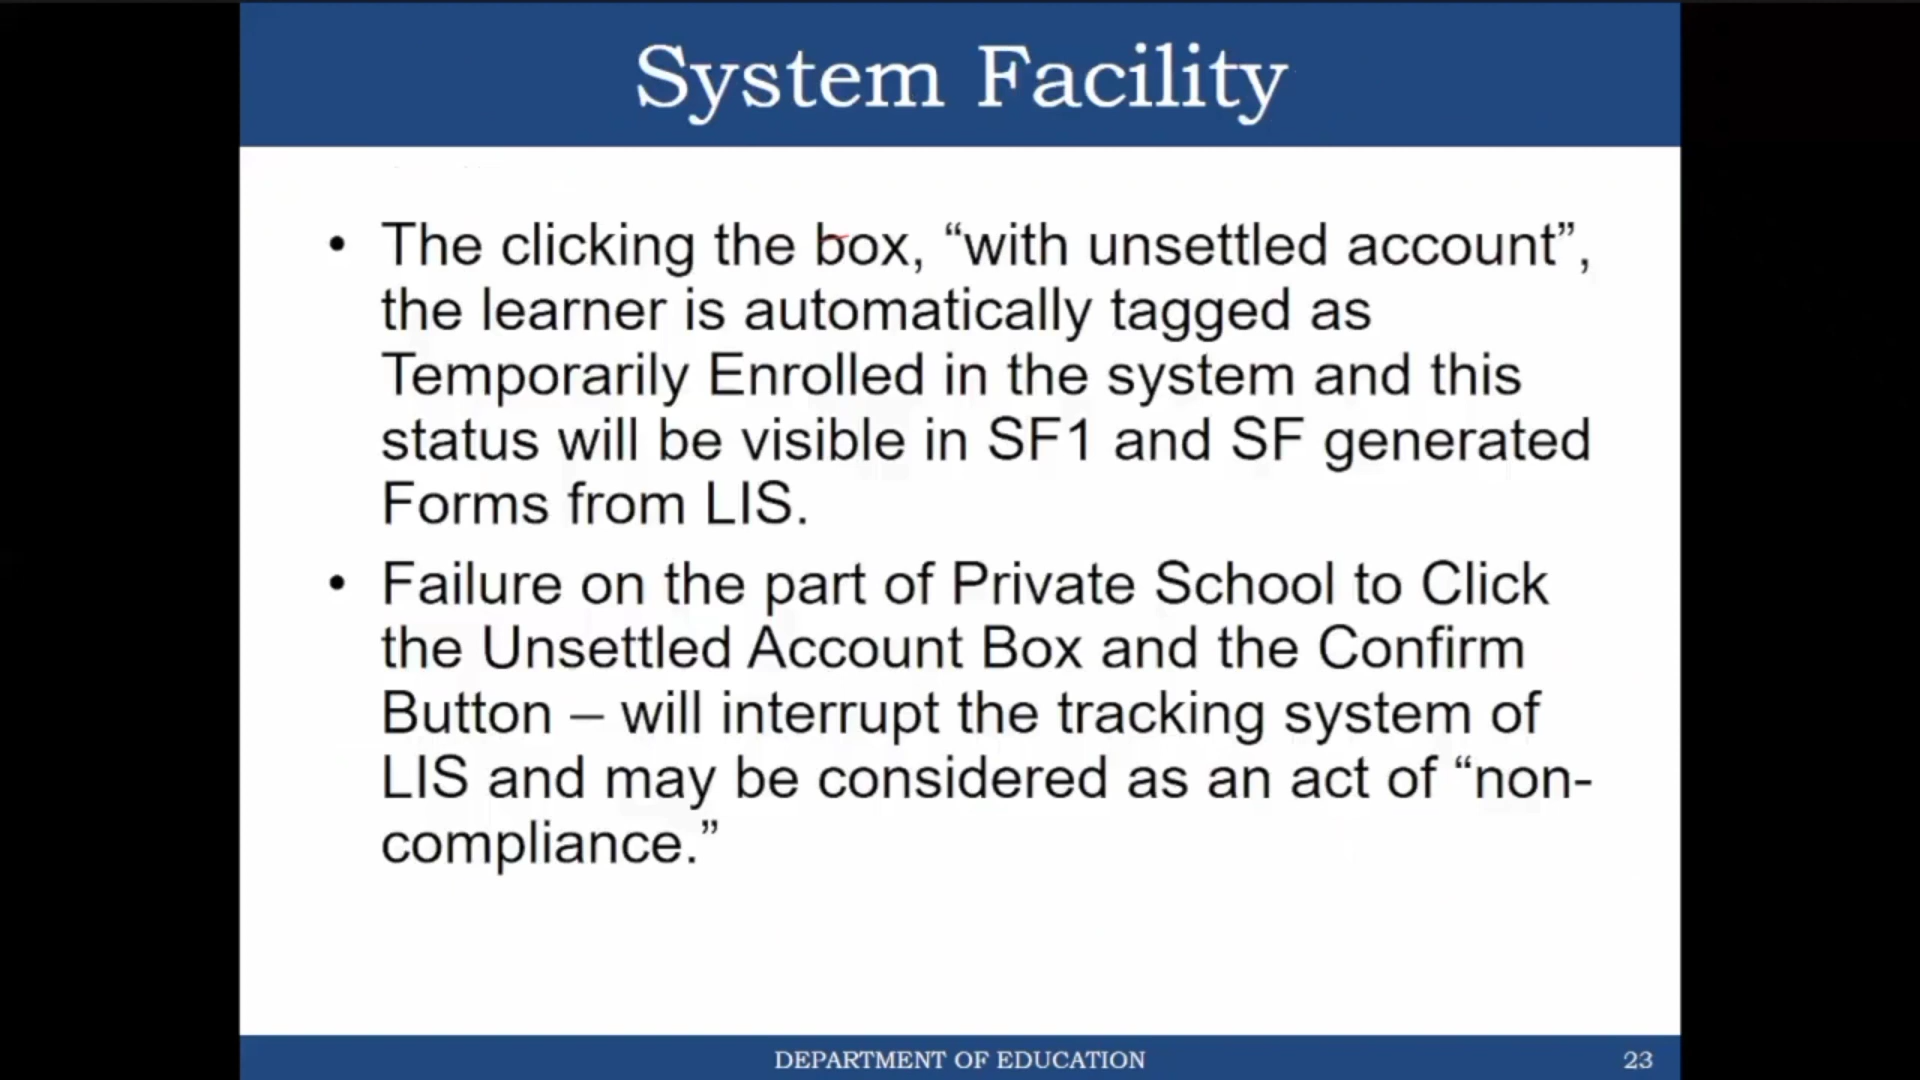 System Facility
• The clicking the box, “with unsettled account”,
the learner is automatically tagged as
Temporarily Enrolled in the system and this
status will be visible in SF1 and SF generated
Forms from LIS.
• Failure on the part of Private School to Click
the Unsettled Account Box and the Confirm
Button – will interrupt the tracking system of
LIS and may be considered as an act of “non-
compliance.”
DEPARTMENT OF EDUCATION
23